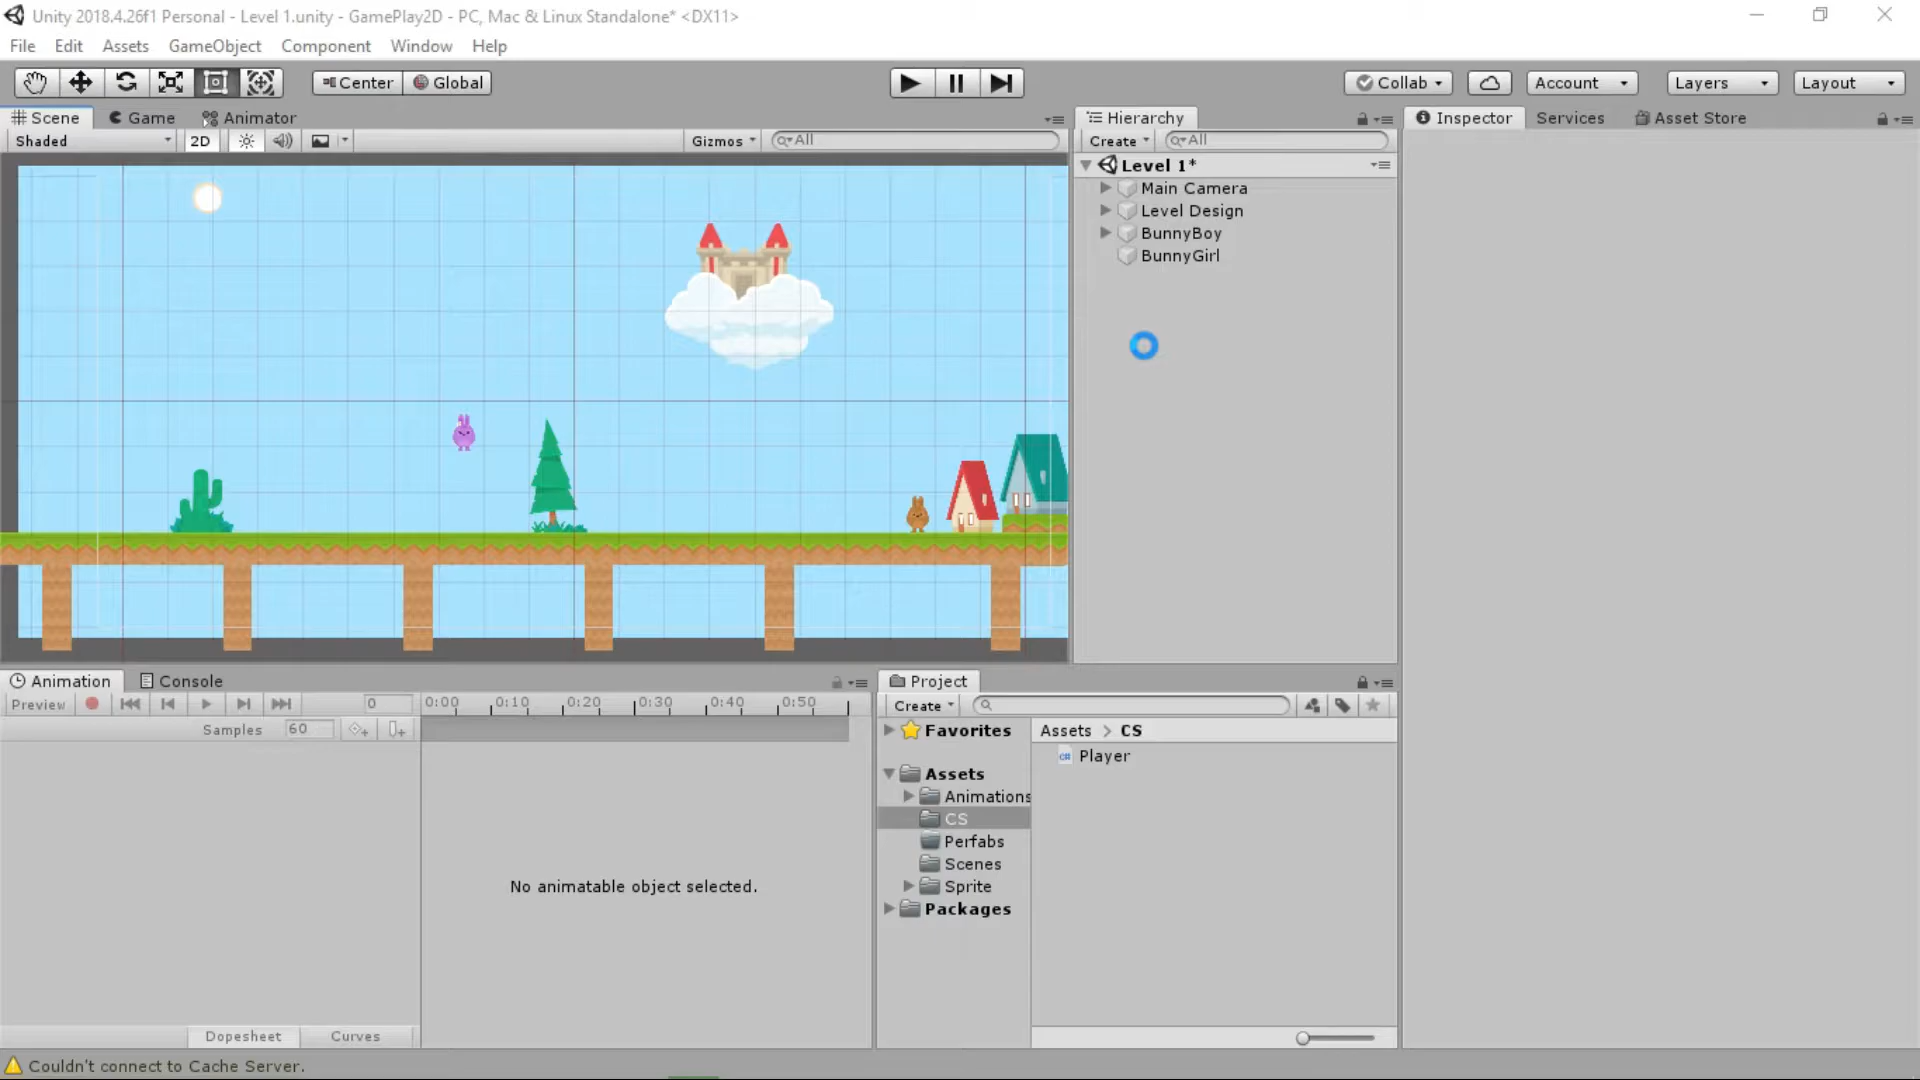 Unity 2018.4.26f1 Personal - Level 1.unity - GamePlay2D - PC, Mac & Linux Standalone* <DX11>
File Edit Assets GameObject Component Window Help
Center Global Collab Account Layers Layout
Scene Game Animator Hierarchy Inspector Services Asset Store
Shaded 2D Gizmos All Create All
Level 1*
Main Camera
Level Design
BunnyBoy
BunnyGirl
Animation Console Project
Preview 0 0:00 0:10 0:20 0:30 0:40 0:50 Create
Samples 60 Favorites Assets > CS
Player
Assets
Animations
CS
Perfabs
Scenes
No animatable object selected. Sprite
Packages
Dopesheet Curves
Couldn't connect to Cache Server.